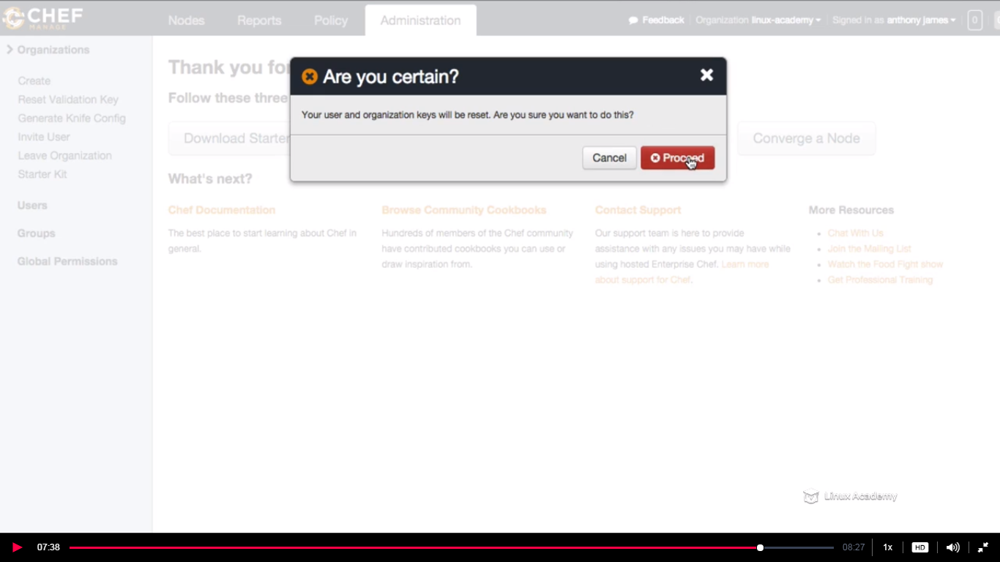 CHEF
MANAGE
Nodes
Reports
Policy
Administration
Feedback
Organization linux-academy
Signed in as anthony james
0
Organizations
Create
Reset Validation Key
Generate Knife Config
Invite User
Leave Organization
Starter Kit
Users
Groups
Global Permissions
Thank you for
Follow these three
Download Starter
Converge a Node
Are you certain?
Your user and organization keys will be reset. Are you sure you want to do this?
Cancel
Proceed
What's next?
Chef Documentation
The best place to start learning about Chef in
general.
Browse Community Cookbooks
Hundreds of members of the Chef community
have contributed cookbooks you can use or
draw inspiration from.
Contact Support
Our support team is here to provide
assistance with any issues you may have while
using hosted Enterprise Chef. Learn more
about support for Chef.
More Resources
Chat With Us
Join the Mailing List
Watch the Food Fight show
Get Professional Training
Linux Academy
07:38
08:27
1x
HD